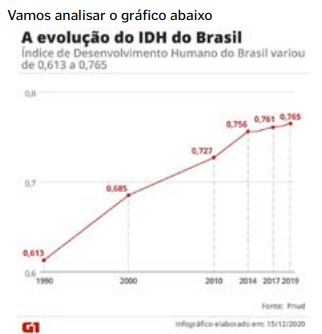 Vamos analisar o gráfico abaixo
A evolução do IDH do Brasil
Índice de Desenvolvimento Humano do Brasil variou
de 0,613 a 0,765
0,8
0,765
0,761
0,756
0,727
0,7
0,685
0,613
0,6
1990 2000 2010 2014 2017 2019
Fonte: Pnud
G1 Infográfico elaborado em: 15/12/2020